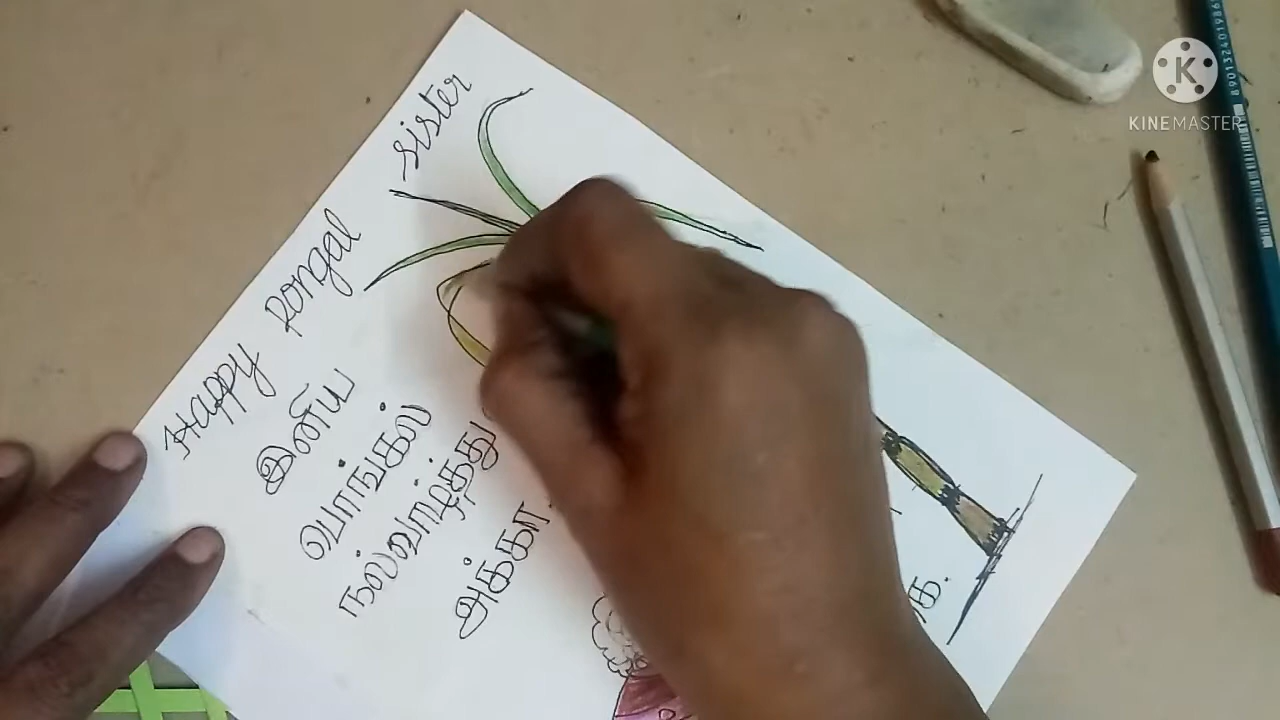 Happy Pongal sister
இனிய
பொங்கல்
நல்வாழ்த்து
அக்கா.
KINEMASTER